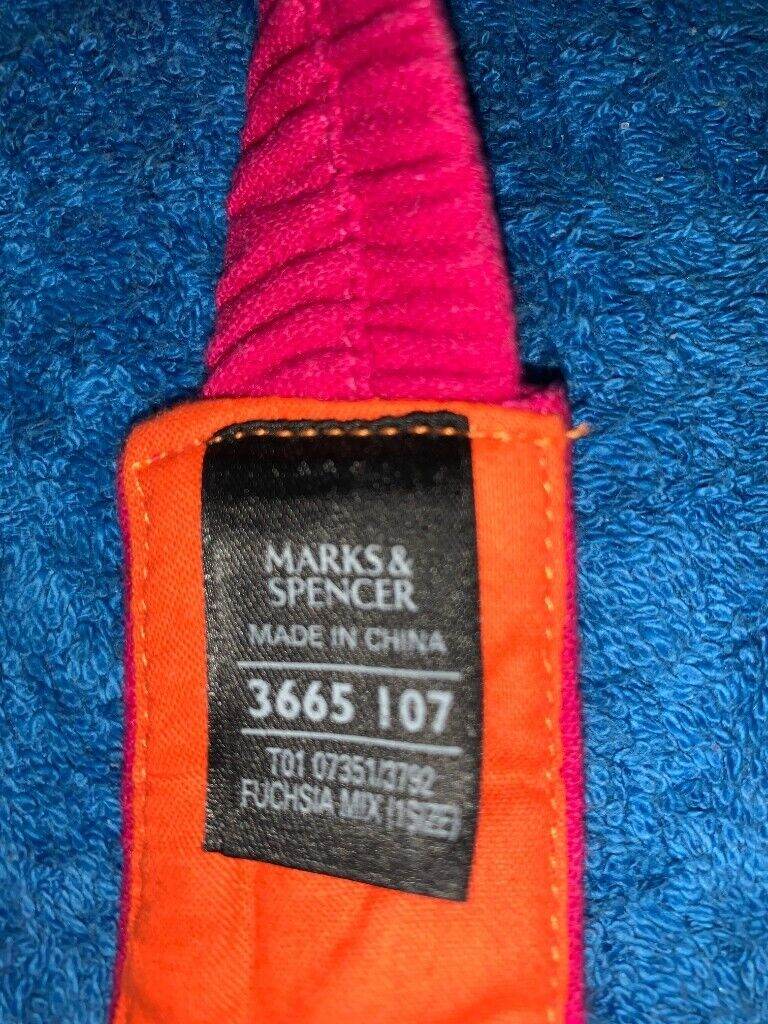 MARKS &
SPENCER
MADE IN CHINA
3665 107
T01 07351/3792
FUCHSIA MIX (1SIZE)